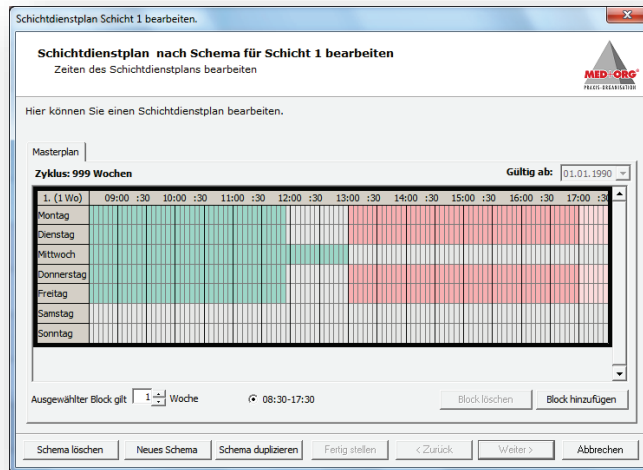 Schichtdienstplan Schicht 1 bearbeiten.
Schichtdienstplan nach Schema für Schicht 1 bearbeiten
Zeiten des Schichtdienstplans bearbeiten
MED-ORG
PRAXIS-ORGANISATION
Hier können Sie einen Schichtdienstplan bearbeiten.
Masterplan
Zyklus: 999 Wochen Gültig ab: 01.01.1990
1. (1 Wo) 09:00 :30 10:00 :30 11:00 :30 12:00 :30 13:00 :30 14:00 :30 15:00 :30 16:00 :30 17:00 :30
Montag
Dienstag
Mittwoch
Donnerstag
Freitag
Samstag
Sonntag
Ausgewählter Block gilt 1 Woche 08:30-17:30 Block löschen Block hinzufügen
Schema löschen Neues Schema Schema duplizieren Fertig stellen < Zurück Weiter > Abbrechen